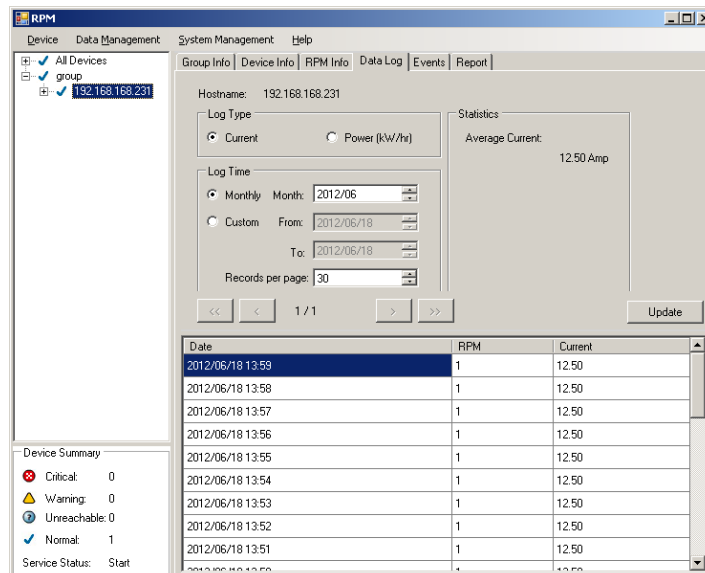 RPM
Device Data Management System Management Help
All Devices
group
192.168.168.231
Group Info Device Info RPM Info Data Log Events Report
Hostname: 192.168.168.231
Log Type
Current Power (kW/hr)
Statistics
Average Current:
12.50 Amp
Log Time
Monthly Month: 2012/06
Custom From: 2012/06/18
To: 2012/06/18
Records per page: 30
<< < 1 / 1 > >>
Update
Date RPM Current
2012/06/18 13:59 1 12.50
2012/06/18 13:58 1 12.50
2012/06/18 13:57 1 12.50
2012/06/18 13:56 1 12.50
2012/06/18 13:55 1 12.50
2012/06/18 13:54 1 12.50
2012/06/18 13:53 1 12.50
2012/06/18 13:52 1 12.50
2012/06/18 13:51 1 12.50
Device Summary
Critical: 0
Warning: 0
Unreachable: 0
Normal: 1
Service Status: Start